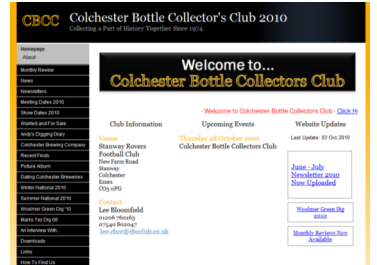 CBCC Colchester Bottle Collector's Club 2010
Collecting a Part of History Together Since 1974.
Homepage
About
Monthly Review
News
Newsletters
Meeting Dates 2010
Show Dates 2010
Wanted and For Sale
Andy's Digging Diary
Colchester Brewing Company
Recent Finds
Picture Album
Dating Colchester Breweries
Winter National 2010
Summer National 2010
Woolmer Green Dig '10
Marks Tey Dig 08
An Interview With...
Downloads
Links
How To Find Us
Welcome to...
Colchester Bottle Collectors Club
- Welcome to Colchester Bottle Collectors Club - Click H
Club Information
Venue
Stanway Rovers
Football Club
New Farm Road
Stanway
Colchester
Essex
CO3 0PG
Contact
Lee Bloomfield
01206 760163
07540 802047
lee.cbcc@cbcclub.co.uk
Upcoming Events
Thursday 28 October 2010
Colchester Bottle Collectors Club
Website Updates
Last Update: 03 Oct 2010
June - July
Newsletter 2010
Now Uploaded
Woolmer Green Dig
2010
Monthly Reviews Now
Available